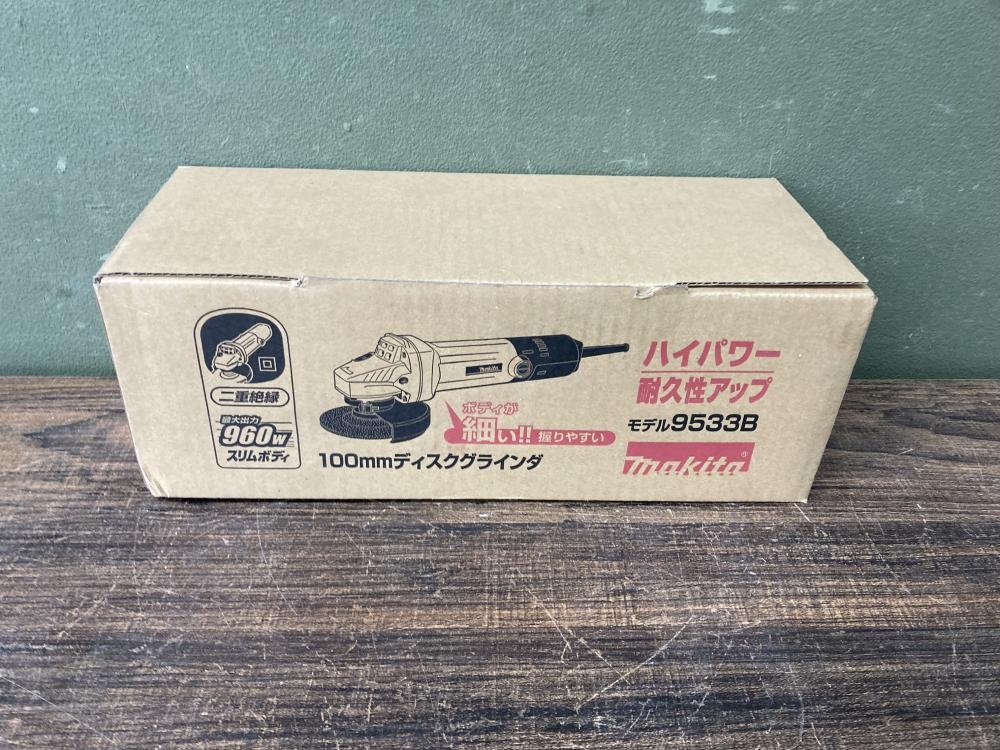 二重絶縁
最大出力
960W
スリムボディ
makita
ボディが
細い!! 握りやすい
100mmディスクグラインダ
ハイパワー
耐久性アップ
モデル9533B
makita®